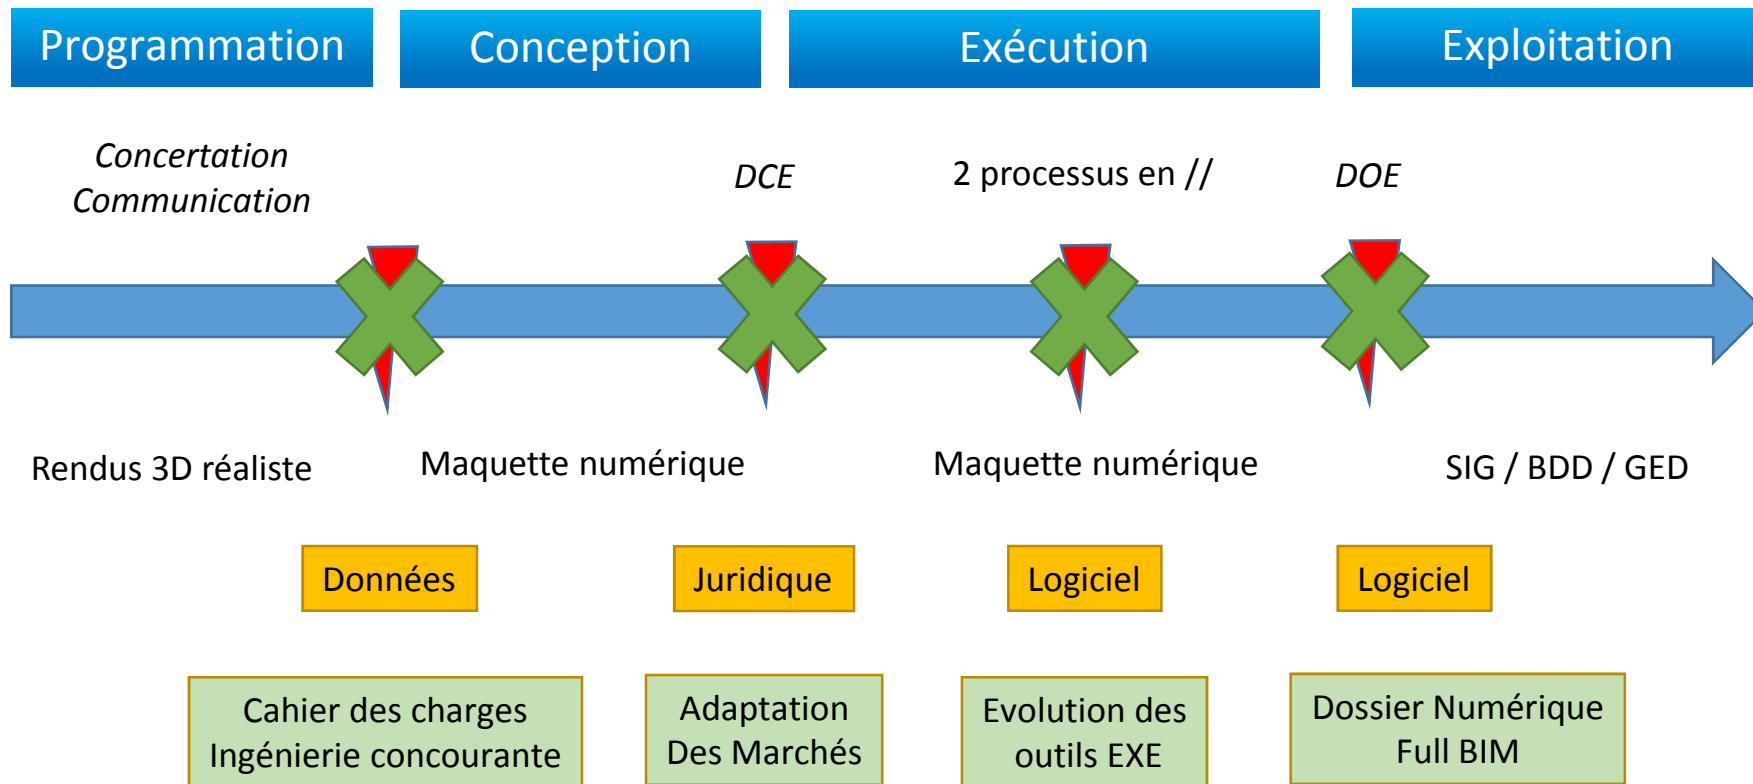 Programmation
Conception
Exécution
Exploitation
Concertation
Communication
DCE
2 processus en //
DOE
Rendus 3D réaliste
Maquette numérique
Maquette numérique
SIG / BDD / GED
Données
Juridique
Logiciel
Logiciel
Cahier des charges
Ingénierie concourante
Adaptation
Des Marchés
Evolution des
outils EXE
Dossier Numérique
Full BIM